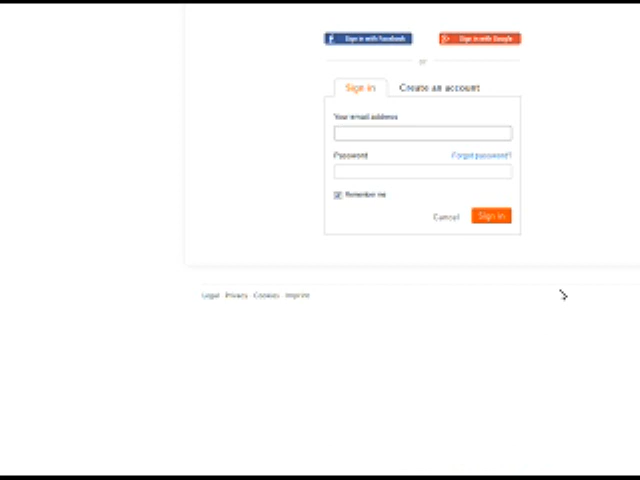 Sign in with Facebook Sign in with Google
or
Sign in Create an account
Your email address
Password Forgot password?
Remember me
Cancel Sign in
Legal Privacy Cookies Imprint